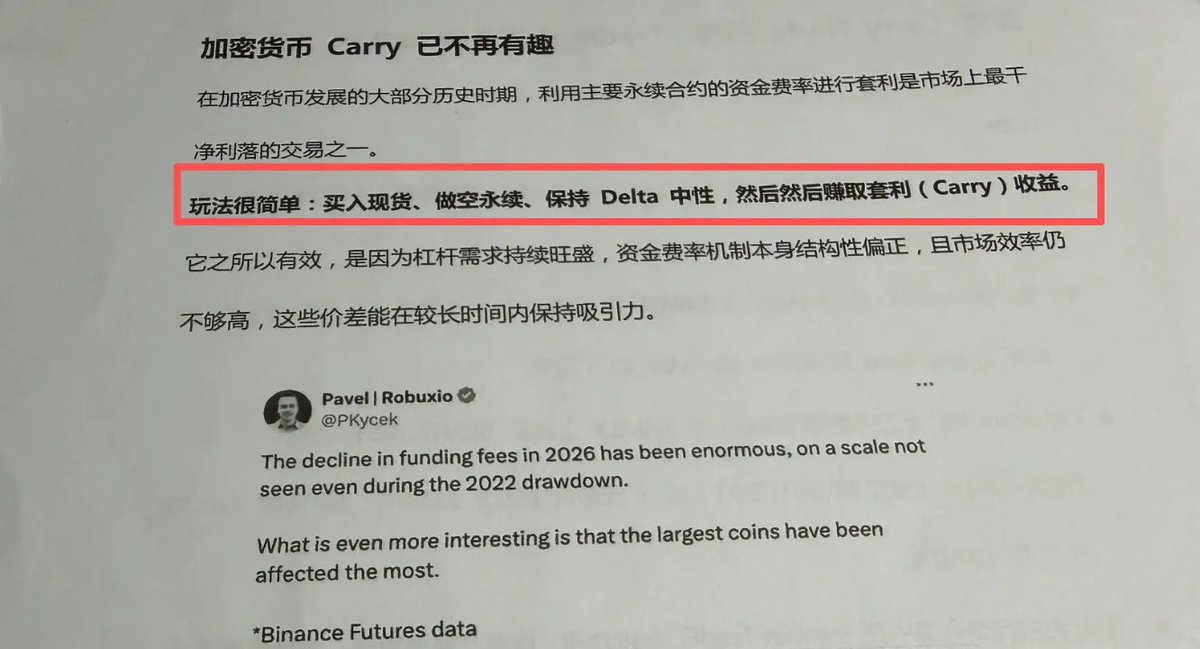 加密货币 Carry 已不再有趣
在加密货币发展的大部分历史时期，利用主要永续合约的资金费率进行套利是市场上最干
净利落的交易之一。
玩法很简单：买入现货、做空永续、保持 Delta 中性，然后然后赚取套利（Carry）收益。
它之所以有效，是因为杠杆需求持续旺盛，资金费率机制本身结构性偏正，且市场效率仍
不够高，这些价差能在较长时间内保持吸引力。
Pavel | Robuxio
@PKycek
...
The decline in funding fees in 2026 has been enormous, on a scale not
seen even during the 2022 drawdown.
What is even more interesting is that the largest coins have been
affected the most.
*Binance Futures data